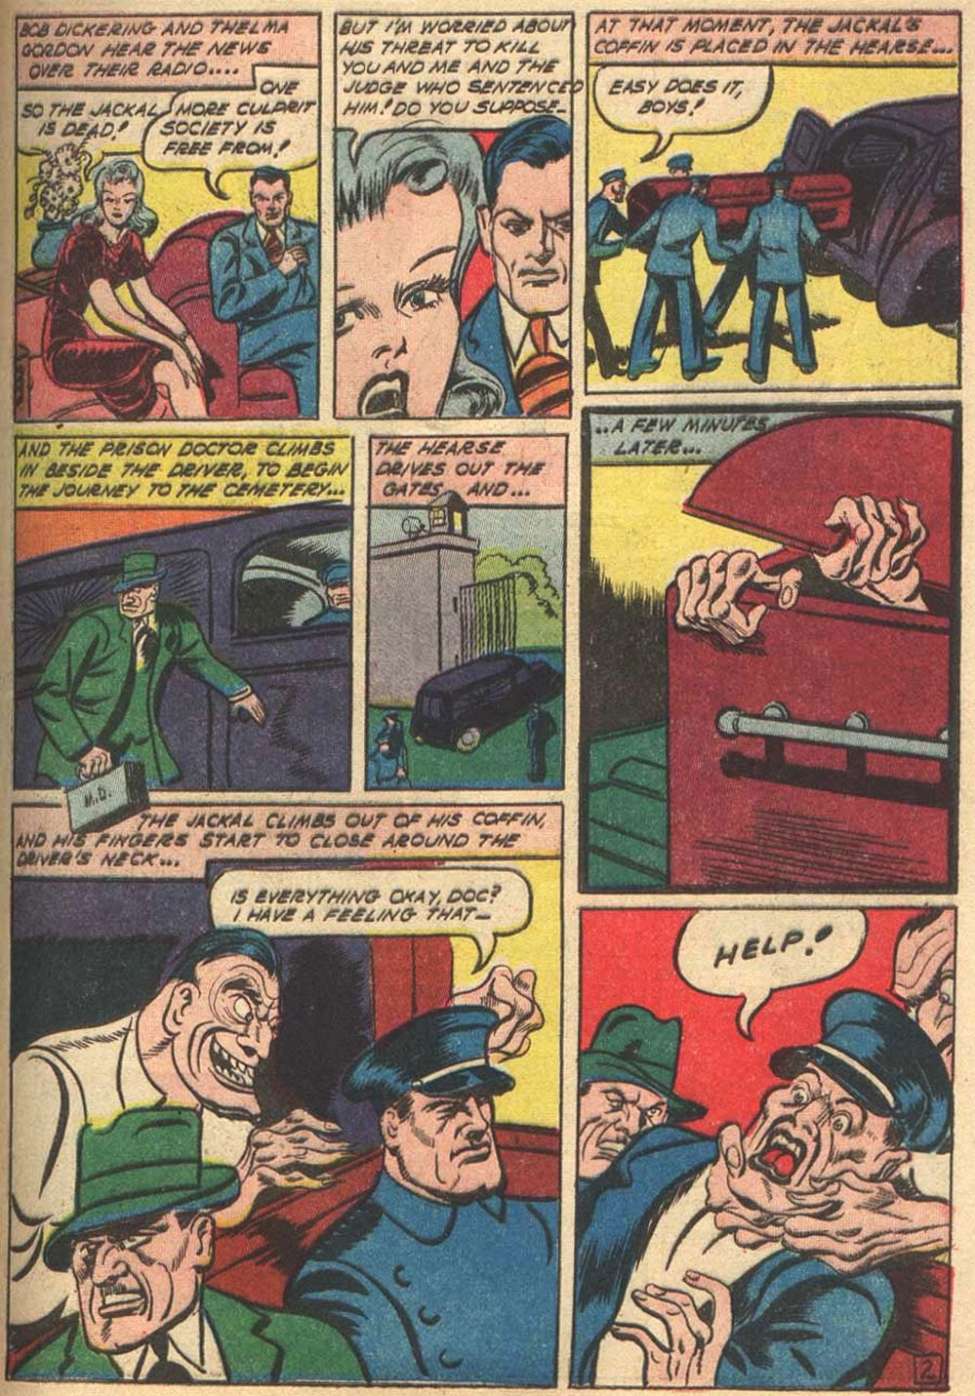 BOB DICKERING AND THELMA
GORDON HEAR THE NEWS
OVER THEIR RADIO....
SO THE JACKAL
IS DEAD!
ONE
MORE CULPRIT
SOCIETY IS
FREE FROM!
BUT I'M WORRIED ABOUT
HIS THREAT TO KILL
YOU AND ME AND THE
JUDGE WHO SENTENCED
HIM! DO YOU SUPPOSE—
AT THAT MOMENT, THE JACKAL'S
COFFIN IS PLACED IN THE HEARSE...
EASY DOES IT,
BOYS!
AND THE PRISON DOCTOR CLIMBS
IN BESIDE THE DRIVER, TO BEGIN
THE JOURNEY TO THE CEMETERY...
M.D.
THE HEARSE
DRIVES OUT THE
GATES AND...
..A FEW MINUTES
LATER...
THE JACKAL CLIMBS OUT OF HIS COFFIN,
AND HIS FINGERS START TO CLOSE AROUND THE
DRIVER'S NECK...
IS EVERYTHING OKAY, DOC?
I HAVE A FEELING THAT—
HELP!
2